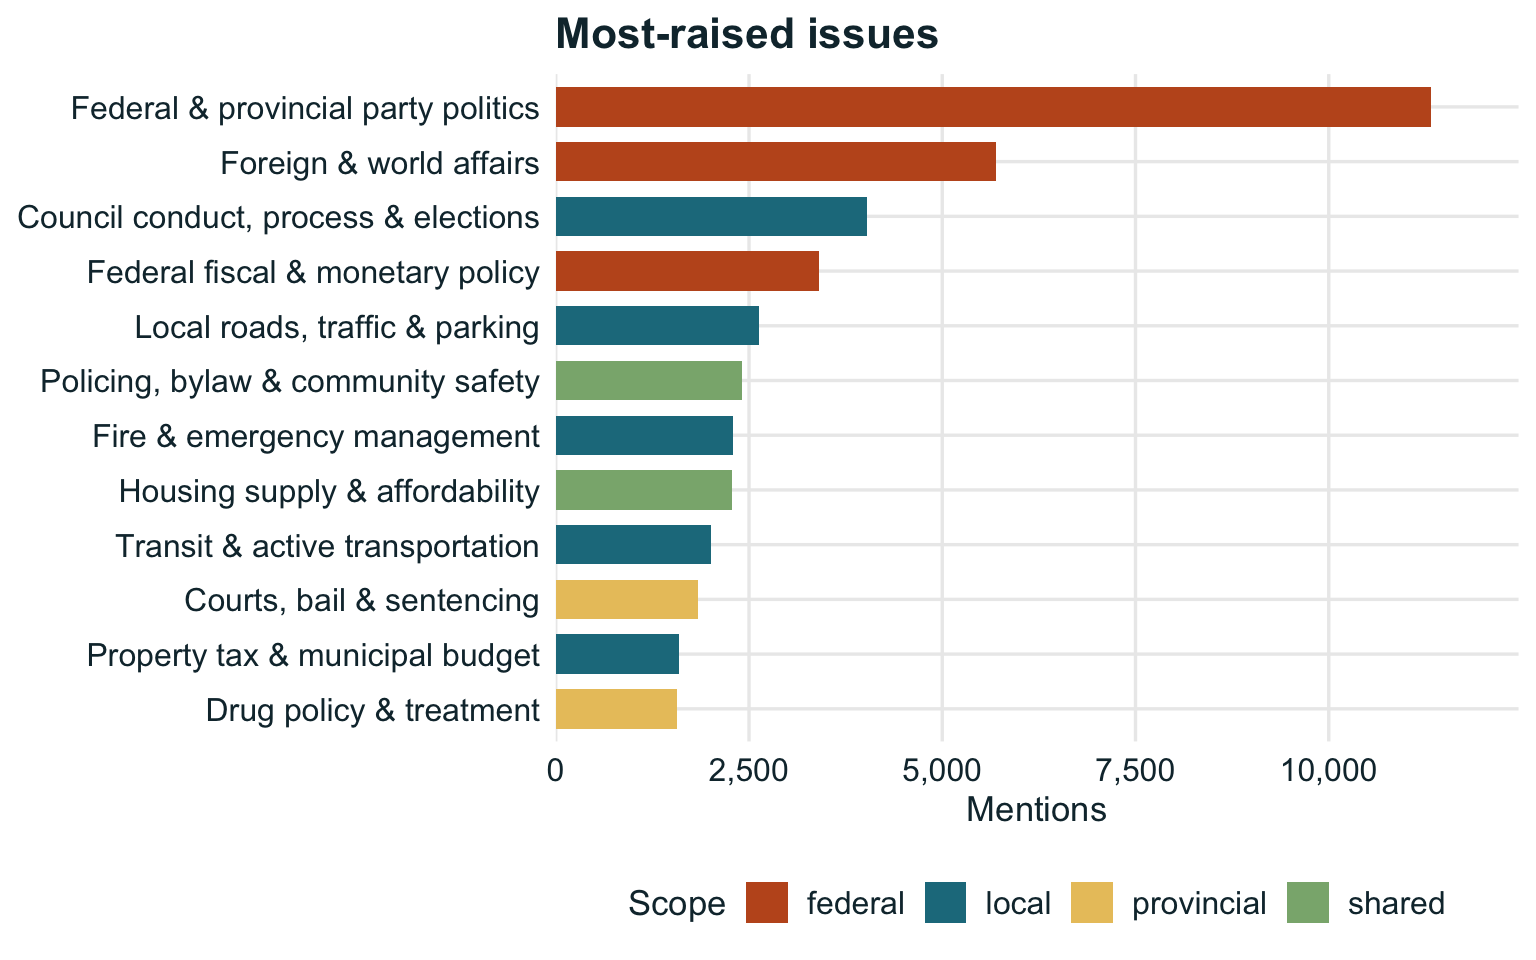 Most-raised issues
Federal & provincial party politics
Foreign & world affairs
Council conduct, process & elections
Federal fiscal & monetary policy
Local roads, traffic & parking
Policing, bylaw & community safety
Fire & emergency management
Housing supply & affordability
Transit & active transportation
Courts, bail & sentencing
Property tax & municipal budget
Drug policy & treatment
0 2,500 5,000 7,500 10,000
Mentions
Scope federal local provincial shared